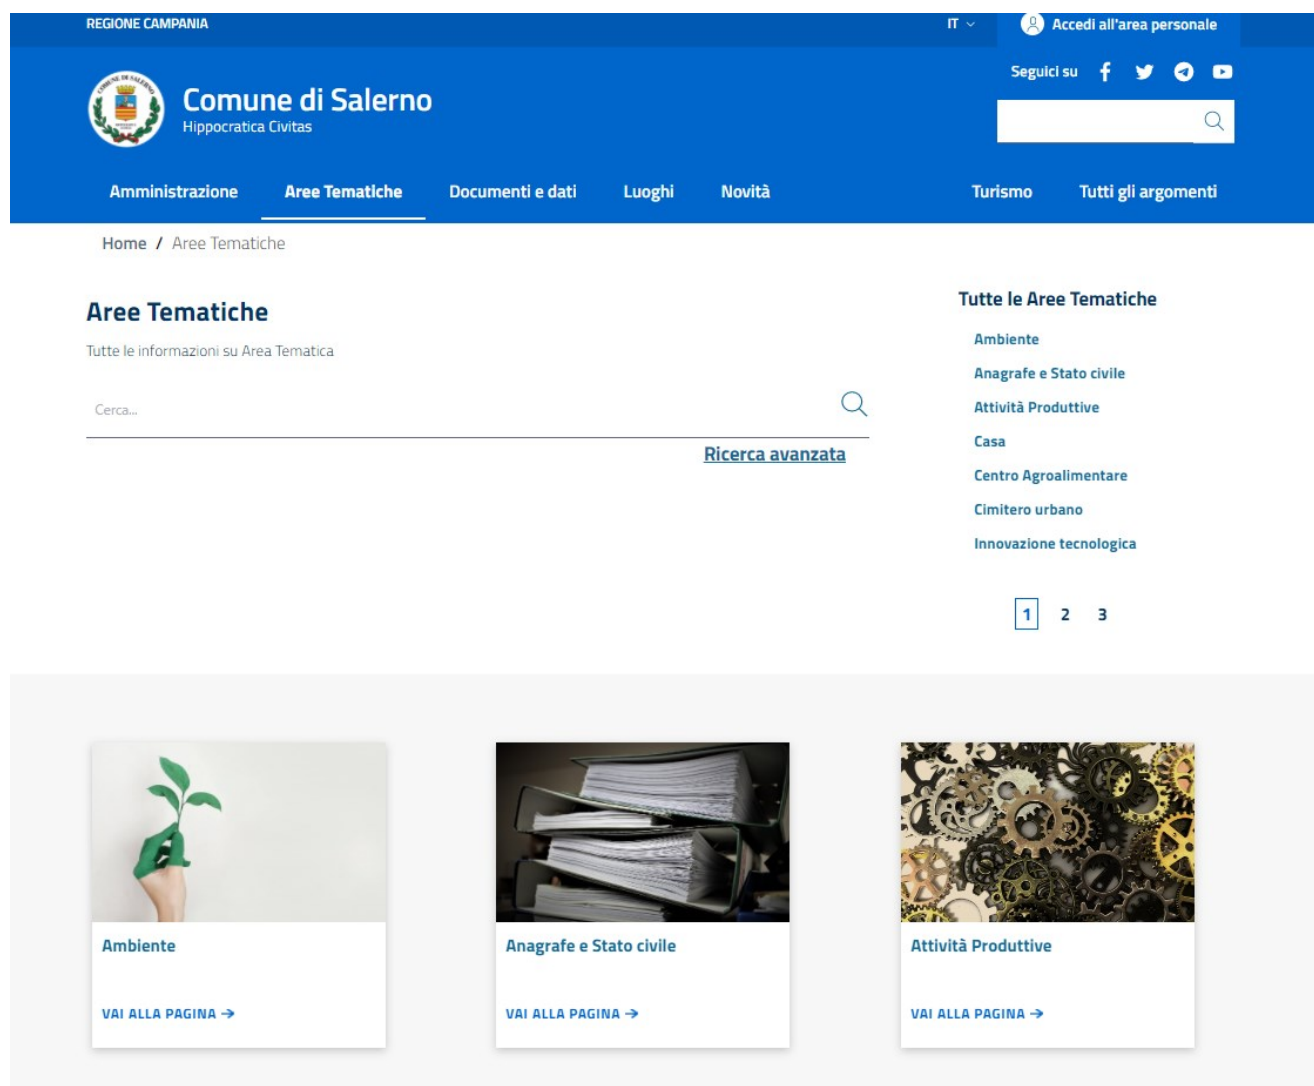 REGIONE CAMPANIA
IT
Accedi all'area personale
Seguici su
Comune di Salerno
Hippocratica Civitas
Amministrazione Aree Tematiche Documenti e dati Luoghi Novità Turismo Tutti gli argomenti
Home / Aree Tematiche
Aree Tematiche
Tutte le informazioni su Area Tematica
Cerca...
Ricerca avanzata
Tutte le Aree Tematiche
Ambiente
Anagrafe e Stato civile
Attività Produttive
Casa
Centro Agroalimentare
Cimitero urbano
Innovazione tecnologica
1 2 3
Ambiente
VAI ALLA PAGINA →
Anagrafe e Stato civile
VAI ALLA PAGINA →
Attività Produttive
VAI ALLA PAGINA →